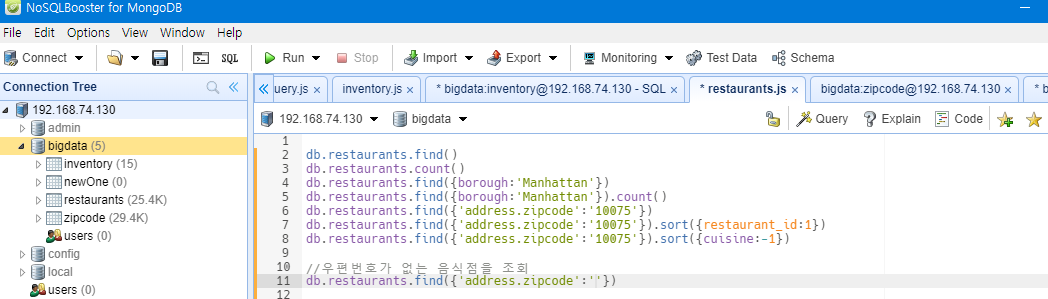 NoSQLBooster for MongoDB
File Edit Options View Window Help
Connect SQL Run Stop Import Export Monitoring Test Data Schema
Connection Tree
uery.js × inventory.js × * bigdata:inventory@192.168.74.130 - SQL × * restaurants.js × bigdata:zipcode@192.168.74.130 × * b
192.168.74.130
admin
bigdata (5)
inventory (15)
newOne (0)
restaurants (25.4K)
zipcode (29.4K)
users (0)
config
local
users (0)
192.168.74.130 bigdata Query Explain Code
1
2 db.restaurants.find()
3 db.restaurants.count()
4 db.restaurants.find({borough:'Manhattan'})
5 db.restaurants.find({borough:'Manhattan'}).count()
6 db.restaurants.find({'address.zipcode':'10075'})
7 db.restaurants.find({'address.zipcode':'10075'}).sort({restaurant_id:1})
8 db.restaurants.find({'address.zipcode':'10075'}).sort({cuisine:-1})
9
10 //우편번호가 없는 음식점을 조회
11 db.restaurants.find({'address.zipcode':''})
12